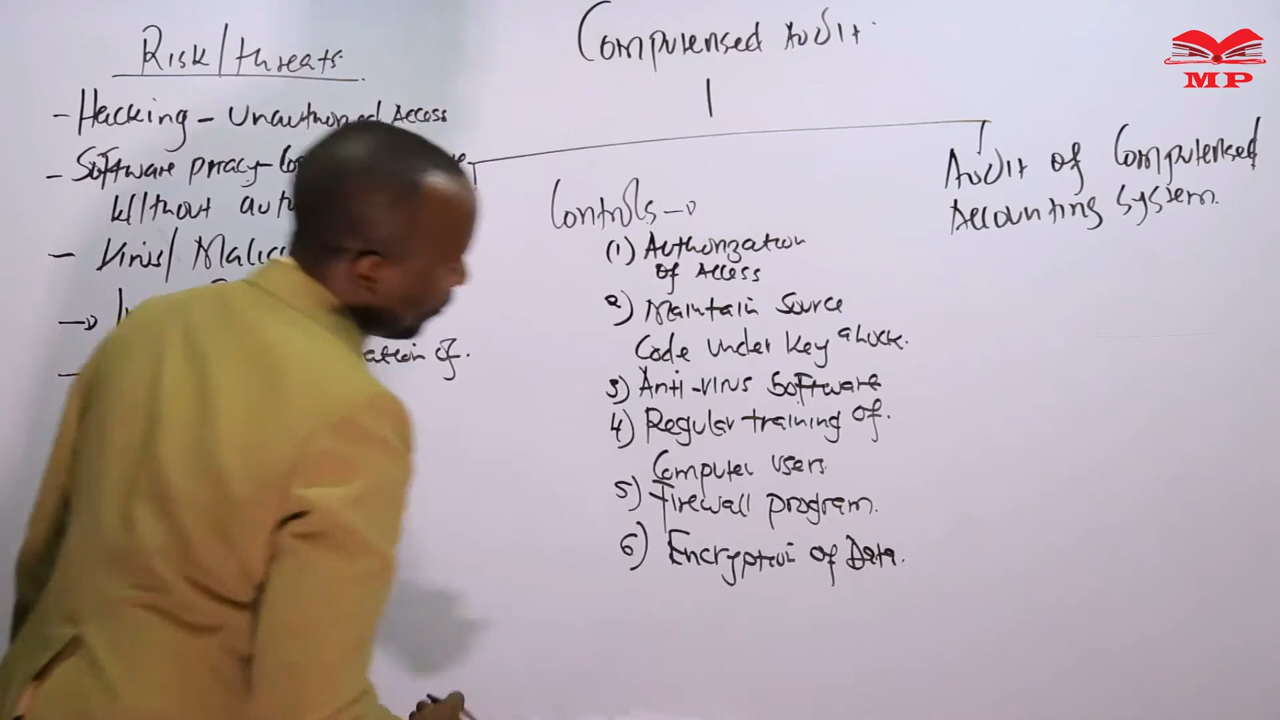 Computerised Audit.
MP
Risk/threats.
- Hacking - Unauthorised Access
- Software piracy -
Without
- Virus/
of.
Controls →
(1) Authorization
of Access
2) Maintain Source
Code under key & Lock.
3) Anti-virus Software
4) Regular training of.
Computer users
5) Firewall program.
6) Encryption of Data.
Audit of Computerised
Accounting System.